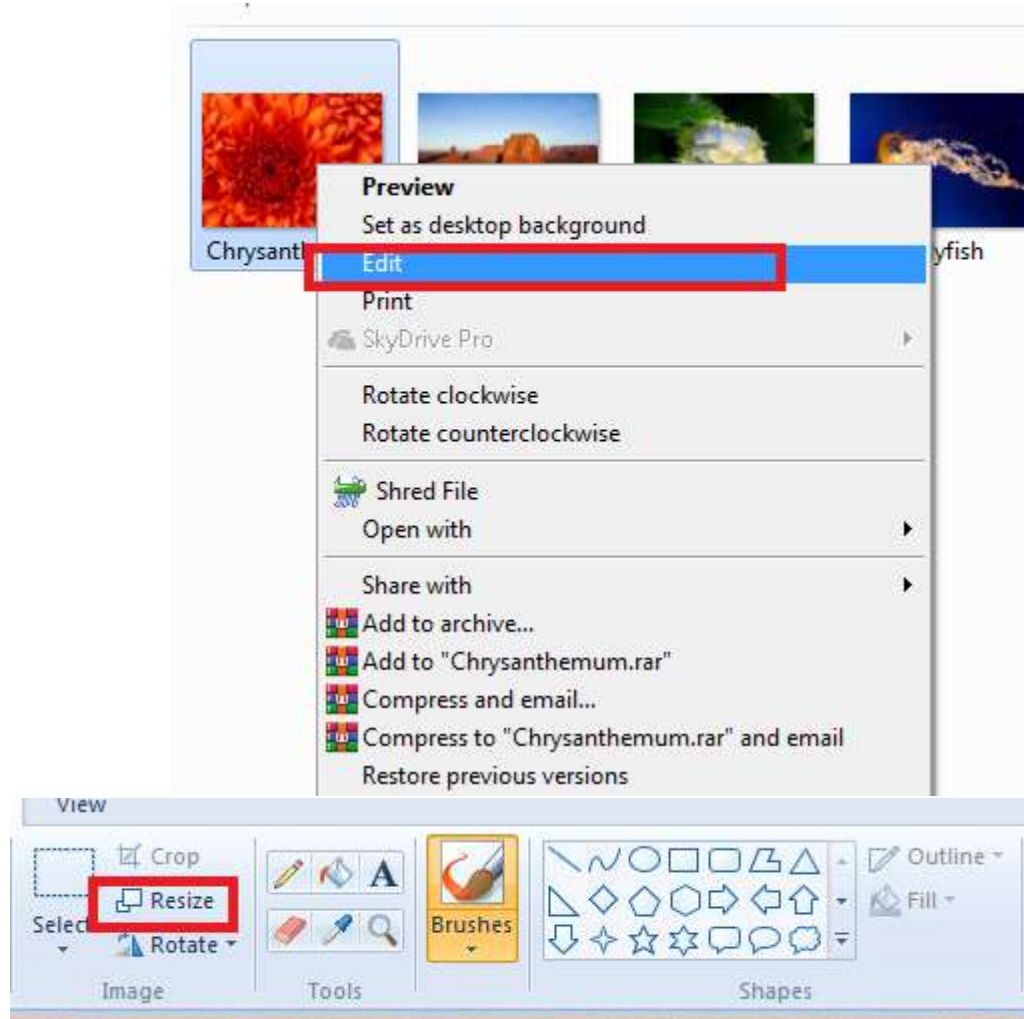 Preview
Set as desktop background
Chrysant
Edit
yfish
Print
SkyDrive Pro
Rotate clockwise
Rotate counterclockwise
Shred File
Open with
Share with
Add to archive...
Add to "Chrysanthemum.rar"
Compress and email...
Compress to "Chrysanthemum.rar" and email
Restore previous versions
View
Crop
Resize
Select
Rotate
A
Brushes
Outline
Fill
Image
Tools
Shapes